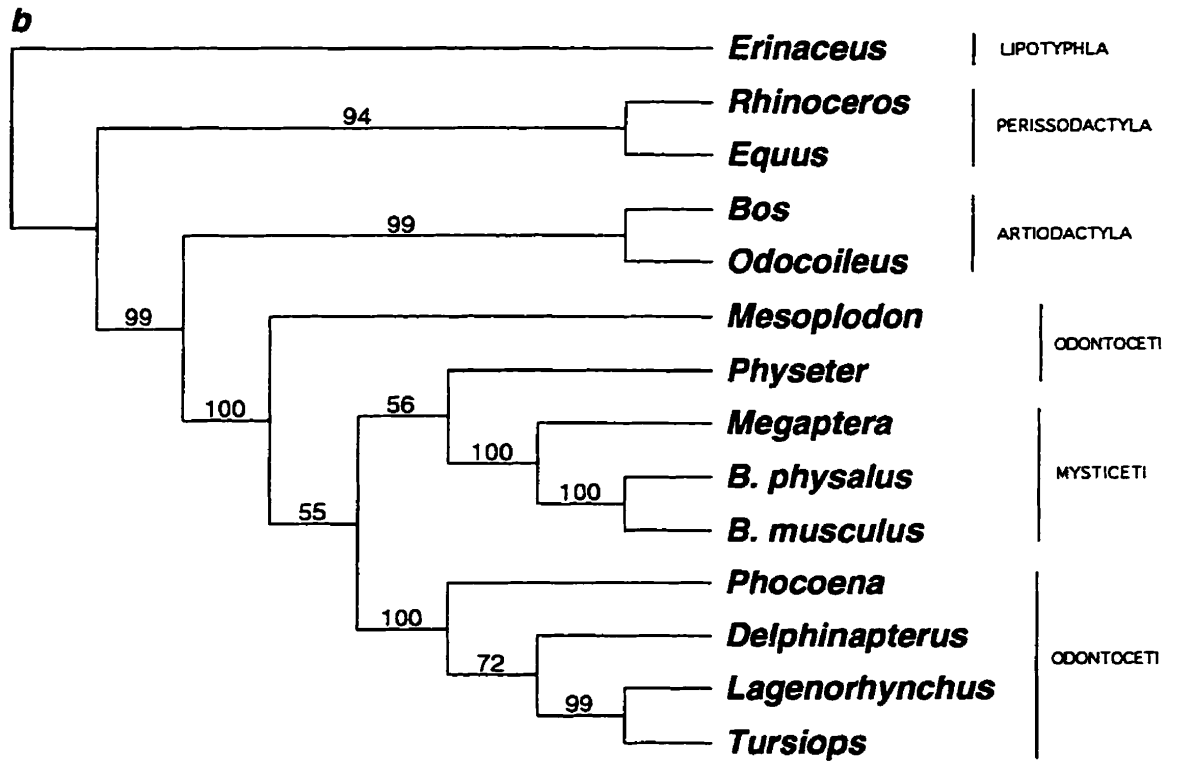 b
Erinaceus
LIPOTYPHLA
Rhinoceros
94
PERISSODACTYLA
Equus
Bos
99
ARTIODACTYLA
Odocoileus
99
Mesoplodon
ODONTOCETI
Physeter
56
100
Megaptera
100
MYSTICETI
B. physalus
100
55
B. musculus
Phocoena
100
Delphinapterus
72
ODONTOCETI
Lagenorhynchus
99
Tursiops